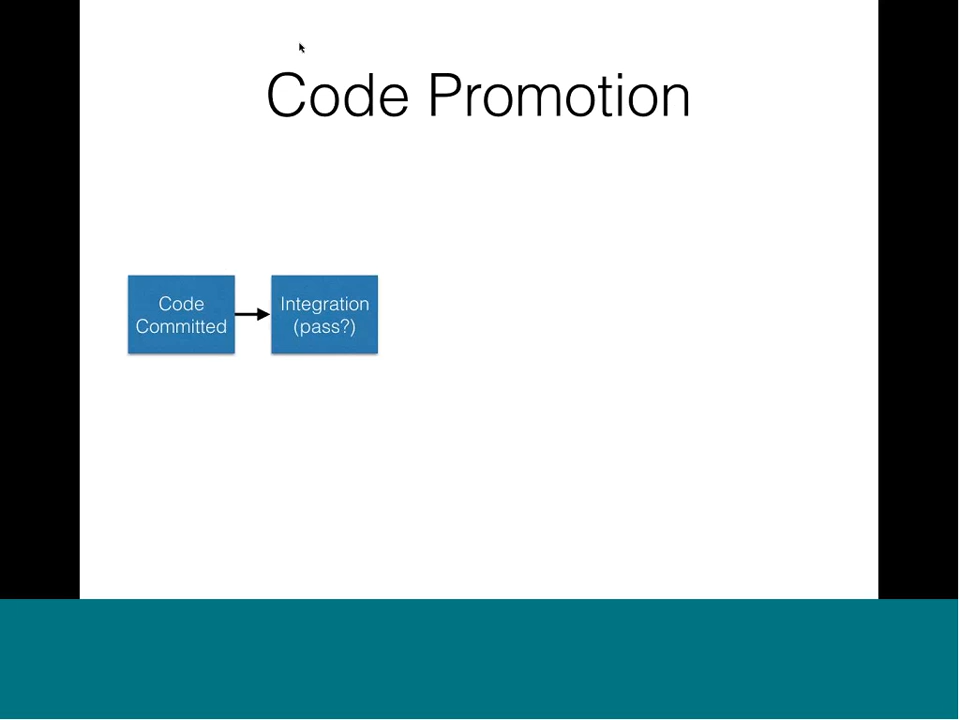 Code Promotion
Code
Committed
Integration
(pass?)